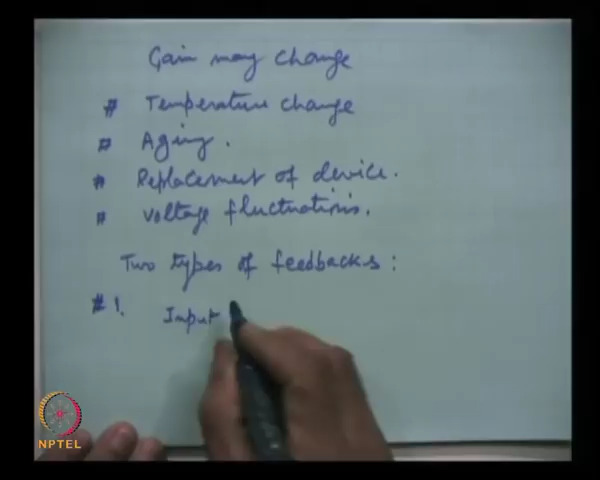 Gain may change
# Temperature change
# Aging.
# Replacement of device.
# Voltage fluctuations.
Two types of feedbacks:
# 1. Input
NPTEL